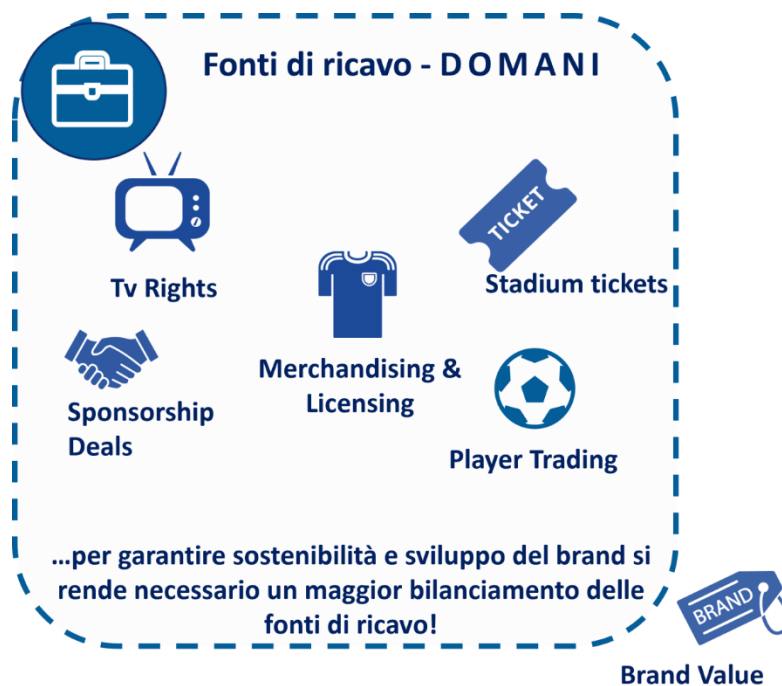 Fonti di ricavo - DOMANI
TICKET
Tv Rights
Stadium tickets
Merchandising &
Licensing
Sponsorship
Deals
Player Trading
...per garantire sostenibilità e sviluppo del brand si
rende necessario un maggior bilanciamento delle
fonti di ricavo!
BRAND
Brand Value